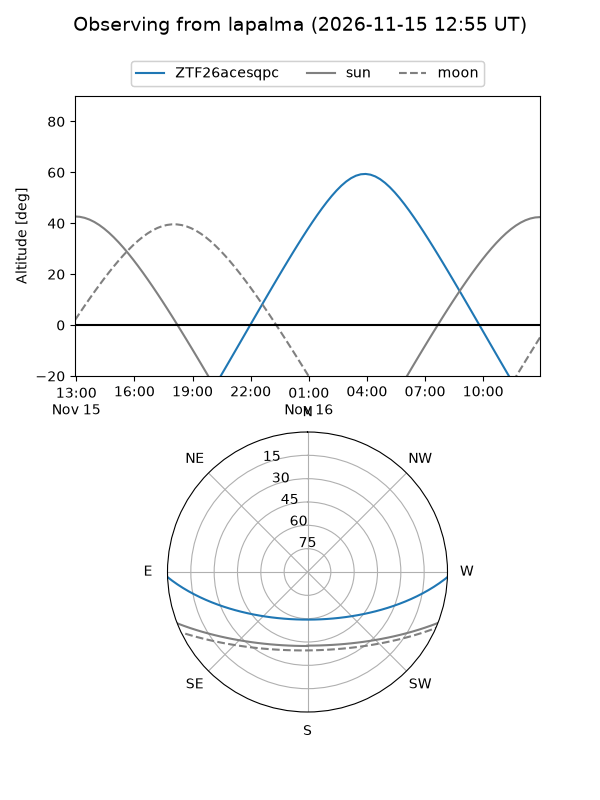 Observing from lapalma (2026-11-15 12:55 UT)
ZTF26acesqpc sun moon
Altitude [deg]
80
60
40
20
0
−20
13:00 16:00 19:00 22:00 01:00 04:00 07:00 10:00
Nov 15 Nov 16
N
NE NW
15
30
45
60
75
E W
SE SW
S